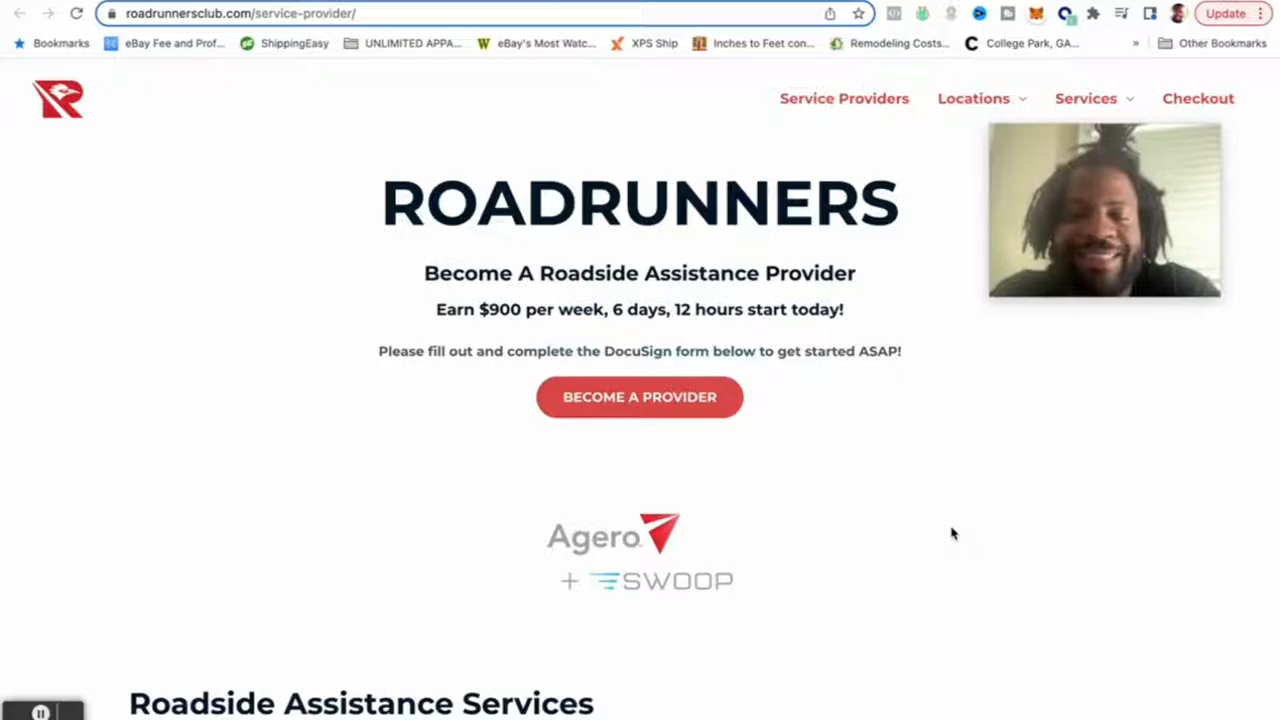 roadrunnersclub.com/service-provider/
Update
Bookmarks
eBay Fee and Prof...
ShippingEasy
UNLIMITED APPA...
eBay's Most Watc...
XPS Ship
Inches to Feet con...
Remodeling Costs...
College Park, GA...
»
Other Bookmarks
R
Service Providers
Locations
Services
Checkout
ROADRUNNERS
Become A Roadside Assistance Provider
Earn $900 per week, 6 days, 12 hours start today!
Please fill out and complete the DocuSign form below to get started ASAP!
BECOME A PROVIDER
Agero
+ SWOOP
Roadside Assistance Services